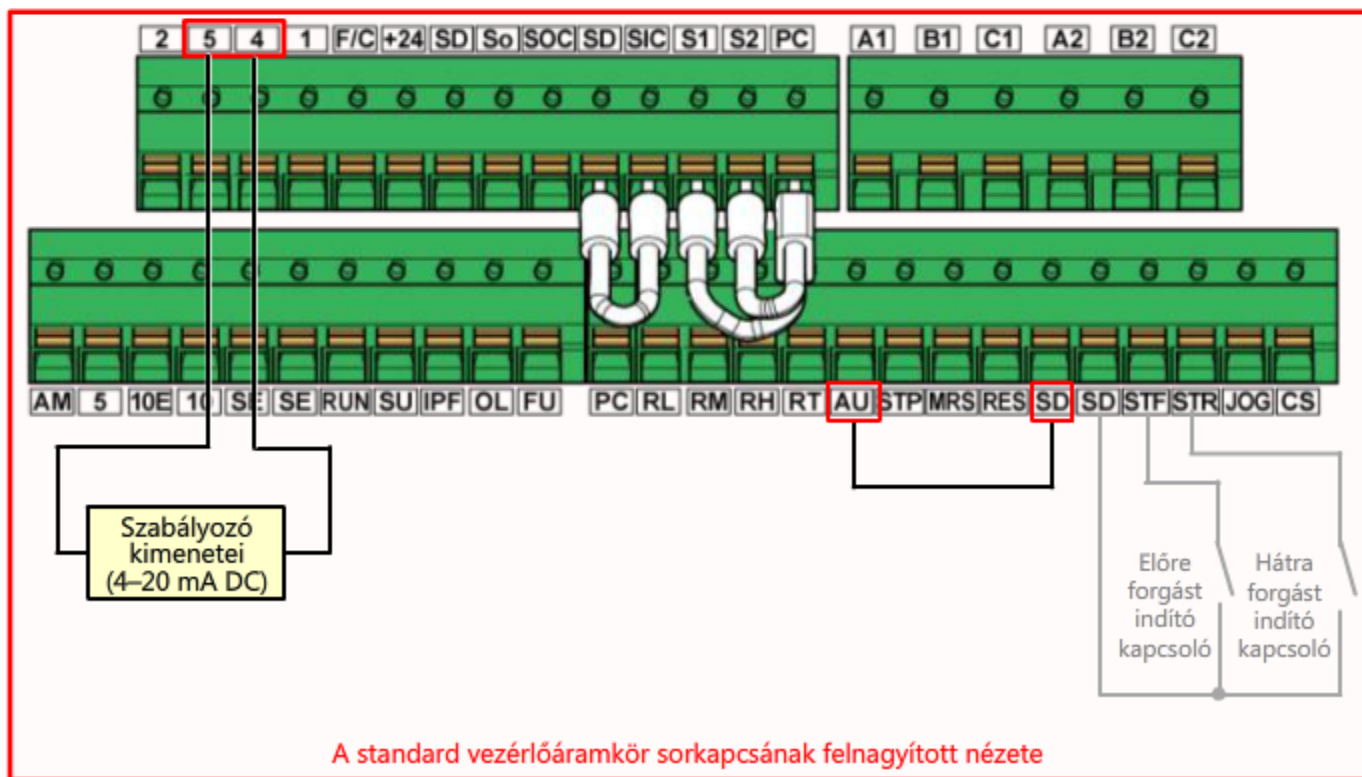 2 5 4 1 F/C +24 SD So SOC SD SIC S1 S2 PC A1 B1 C1 A2 B2 C2
AM 5 10E 10 SE SE RUN SU IPF OL FU PC RL RM RH RT AU STP MRS RES SD SD STF STR JOG CS
Szabályozó
kimenetei
(4–20 mA DC)
Előre
forgást
indító
kapcsoló
Hátra
forgást
indító
kapcsoló
A standard vezérlőáramkör sorkapcsának felnagyított nézete